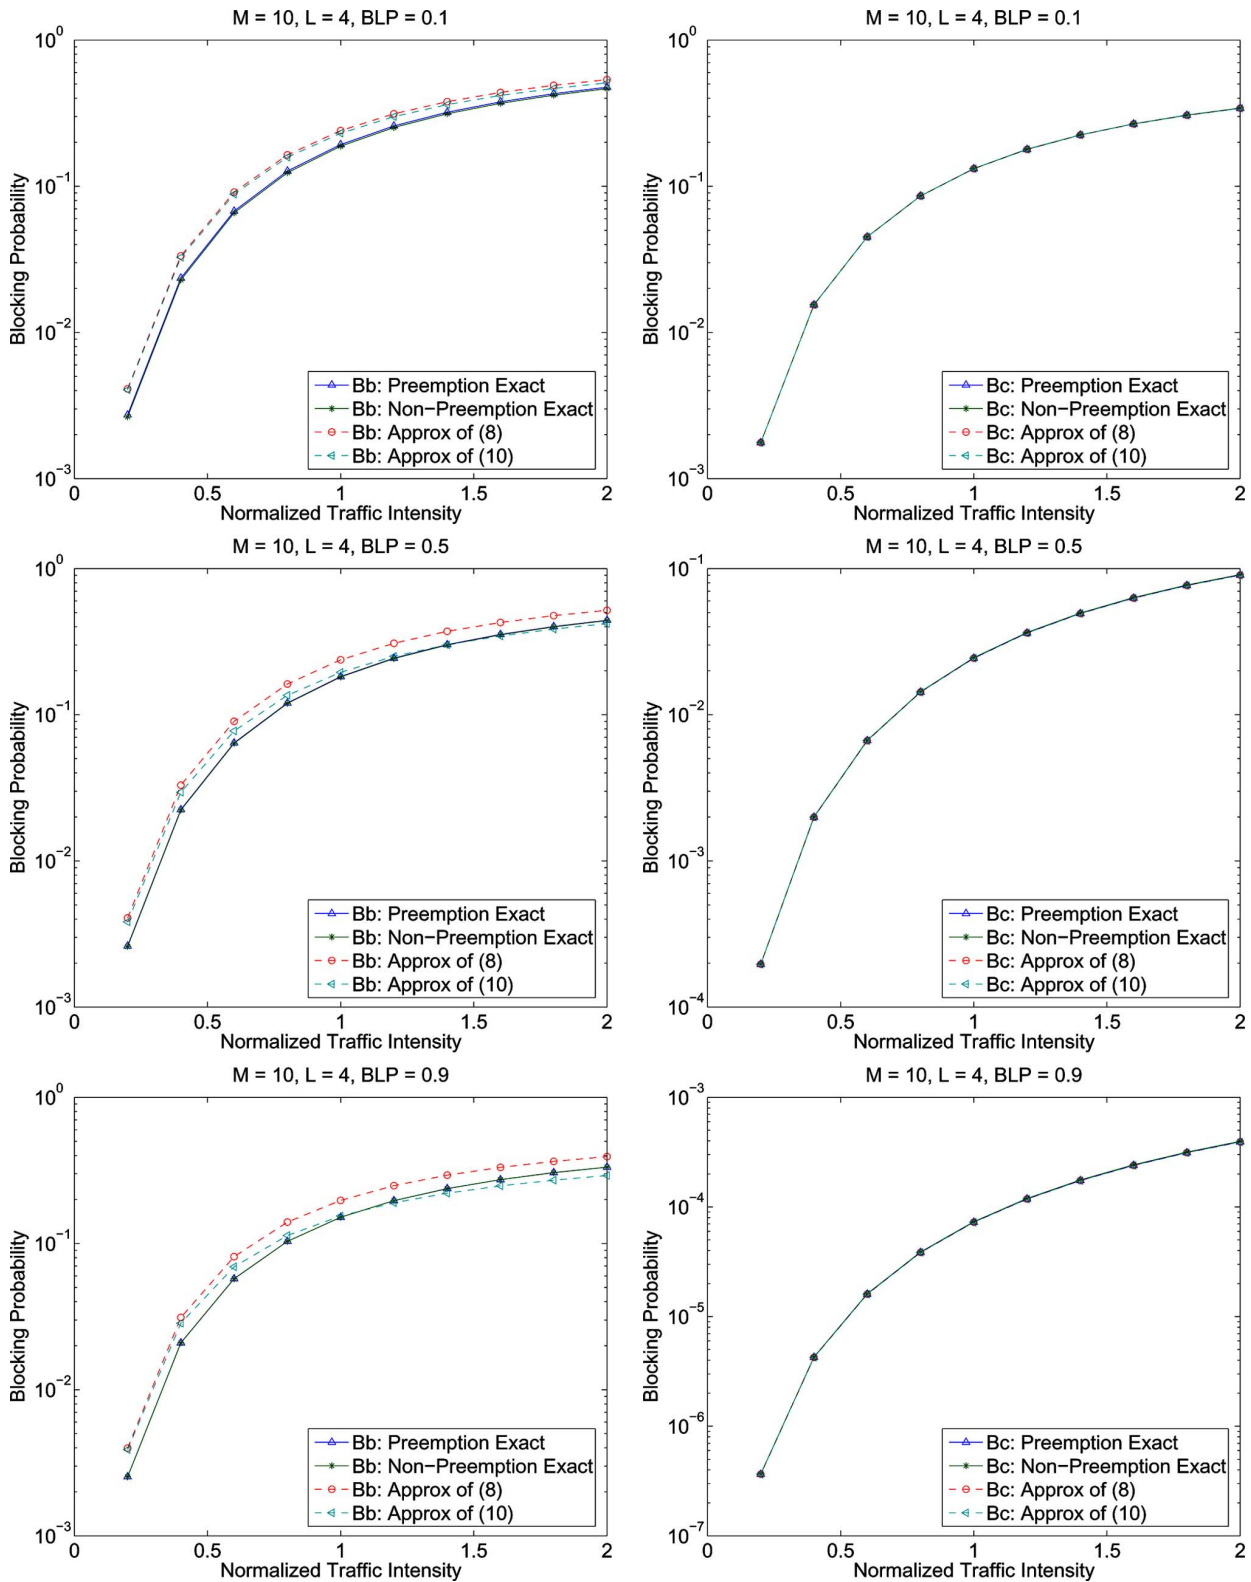 M = 10, L = 4, BLP = 0.1
10^0
10^-1
10^-2
10^-3
Blocking Probability
Bb: Preemption Exact
Bb: Non-Preemption Exact
Bb: Approx of (8)
Bb: Approx of (10)
0 0.5 1 1.5 2
Normalized Traffic Intensity
M = 10, L = 4, BLP = 0.1
10^0
10^-1
10^-2
10^-3
Blocking Probability
Bc: Preemption Exact
Bc: Non-Preemption Exact
Bc: Approx of (8)
Bc: Approx of (10)
0 0.5 1 1.5 2
Normalized Traffic Intensity
M = 10, L = 4, BLP = 0.5
10^0
10^-1
10^-2
10^-3
Blocking Probability
Bb: Preemption Exact
Bb: Non-Preemption Exact
Bb: Approx of (8)
Bb: Approx of (10)
0 0.5 1 1.5 2
Normalized Traffic Intensity
M = 10, L = 4, BLP = 0.5
10^-1
10^-2
10^-3
10^-4
Blocking Probability
Bc: Preemption Exact
Bc: Non-Preemption Exact
Bc: Approx of (8)
Bc: Approx of (10)
0 0.5 1 1.5 2
Normalized Traffic Intensity
M = 10, L = 4, BLP = 0.9
10^0
10^-1
10^-2
10^-3
Blocking Probability
Bb: Preemption Exact
Bb: Non-Preemption Exact
Bb: Approx of (8)
Bb: Approx of (10)
0 0.5 1 1.5 2
Normalized Traffic Intensity
M = 10, L = 4, BLP = 0.9
10^-3
10^-4
10^-5
10^-6
10^-7
Blocking Probability
Bc: Preemption Exact
Bc: Non-Preemption Exact
Bc: Approx of (8)
Bc: Approx of (10)
0 0.5 1 1.5 2
Normalized Traffic Intensity